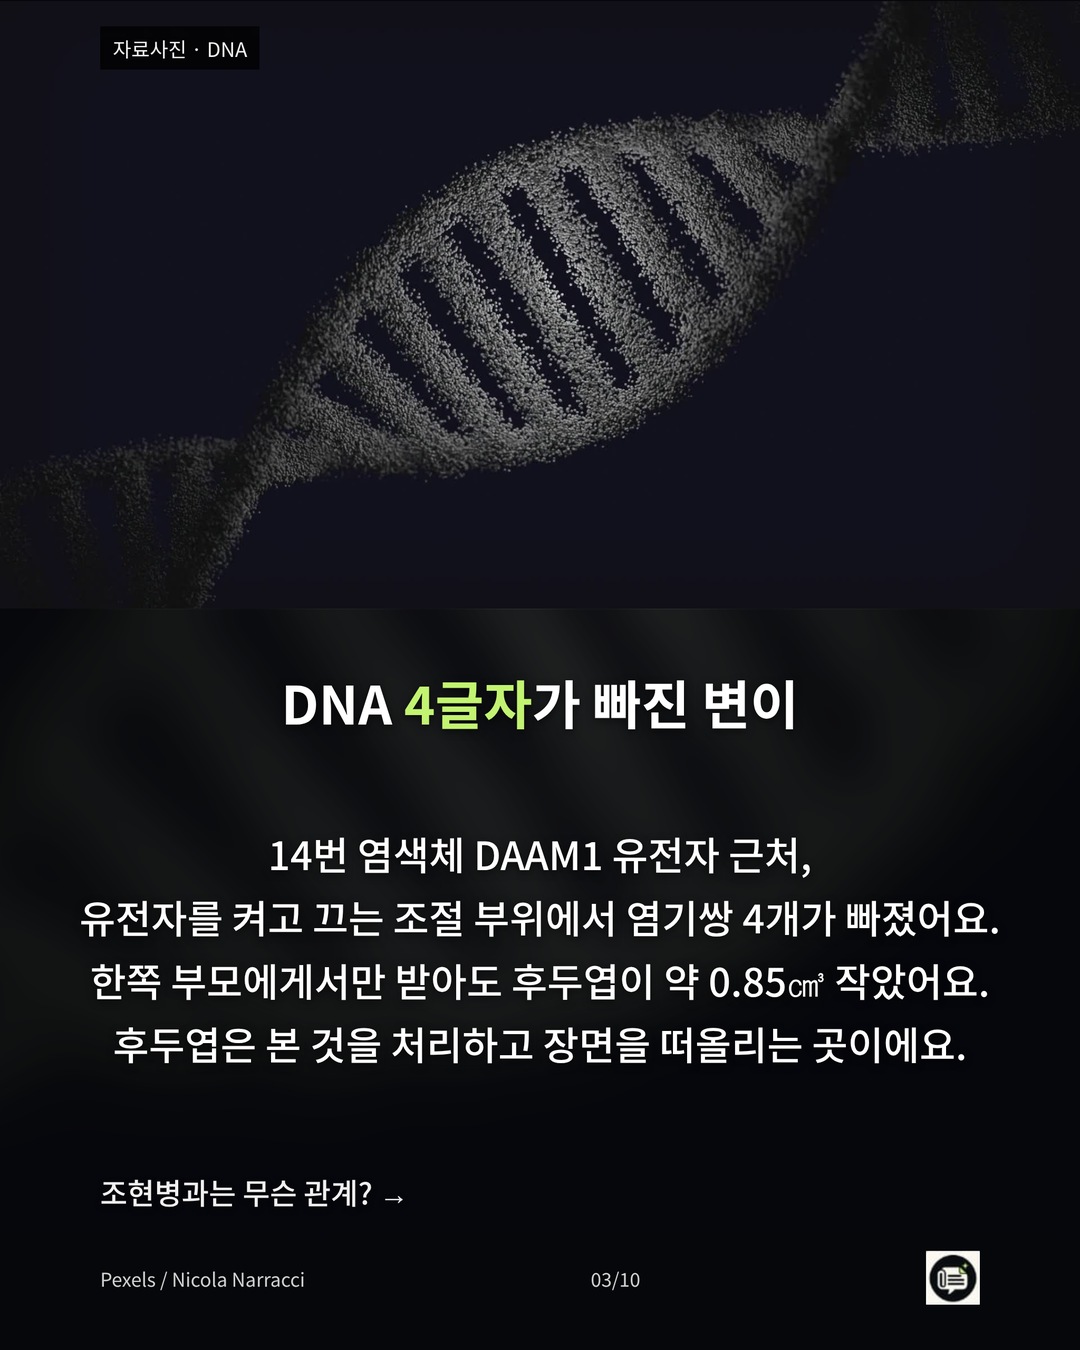 자료사진 · DNA
DNA 4글자가 빠진 변이
14번 염색체 DAAM1 유전자 근처,
유전자를 켜고 끄는 조절 부위에서 염기쌍 4개가 빠졌어요.
한쪽 부모에게서만 받아도 후두엽이 약 0.85㎤ 작았어요.
후두엽은 본 것을 처리하고 장면을 떠올리는 곳이에요.
조현병과는 무슨 관계? →
Pexels / Nicola Narracci
03/10